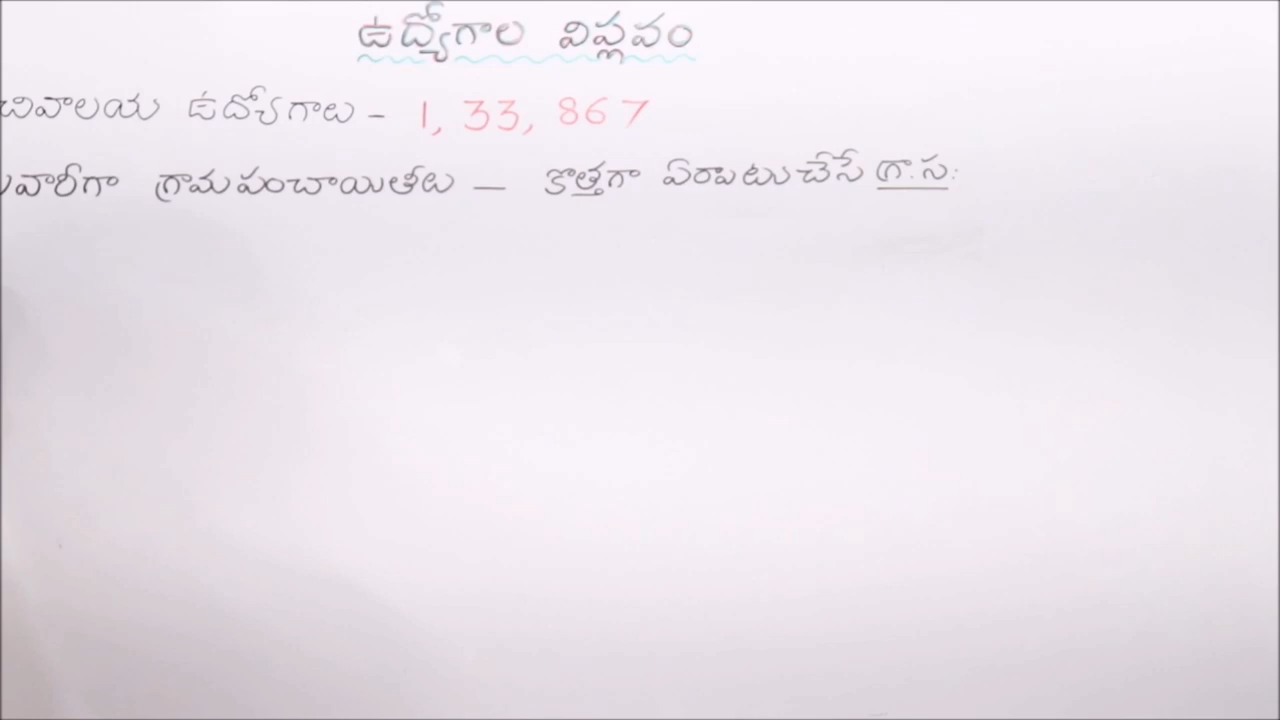 ఉద్యోగాల విప్లవం
చివాలయ ఉద్యోగాలు - 1, 33, 867
వారీగా గ్రామపంచాయితీలు — కొత్తగా ఏర్పాటుచేసే గ్రా.స: